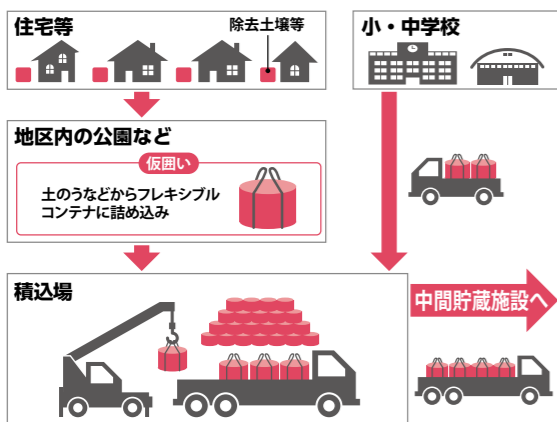 住宅等
除去土壌等
小・中学校
地区内の公園など
仮囲い
土のうなどからフレキシブル
コンテナに詰め込み
積込場
中間貯蔵施設へ